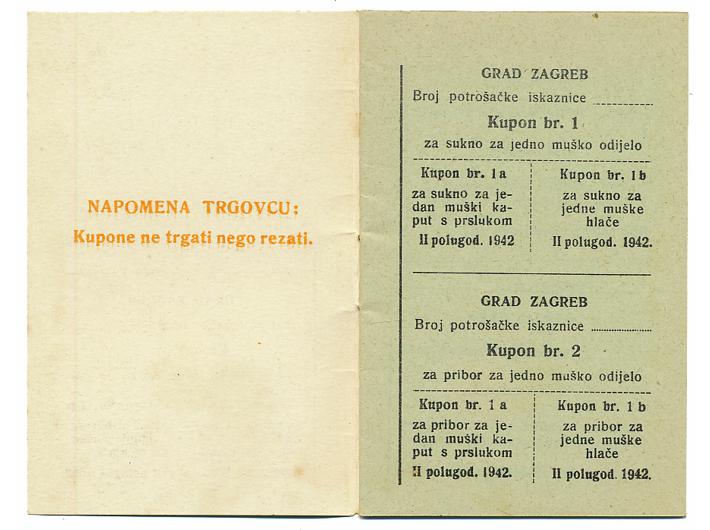 NAPOMENA TRGOVCU:
Kupone ne trgati nego rezati.
GRAD ZAGREB
Broj potrošačke iskaznice
Kupon br. 1
za sukno za jedno muško odijelo
Kupon br. 1 a
za sukno za je-
dan muški ka-
put s prslukom
II polugod. 1942
Kupon br. 1 b
za sukno za
jedne muške
hlače
II polugod. 1942.
GRAD ZAGREB
Broj potrošačke iskaznice
Kupon br. 2
za pribor za jedno muško odijelo
Kupon br. 1 a
za pribor za je-
dan muški ka-
put s prslukom
II polugod. 1942.
Kupon br. 1 b
za pribor za
jedne muške
hlače
II polugod. 1942.